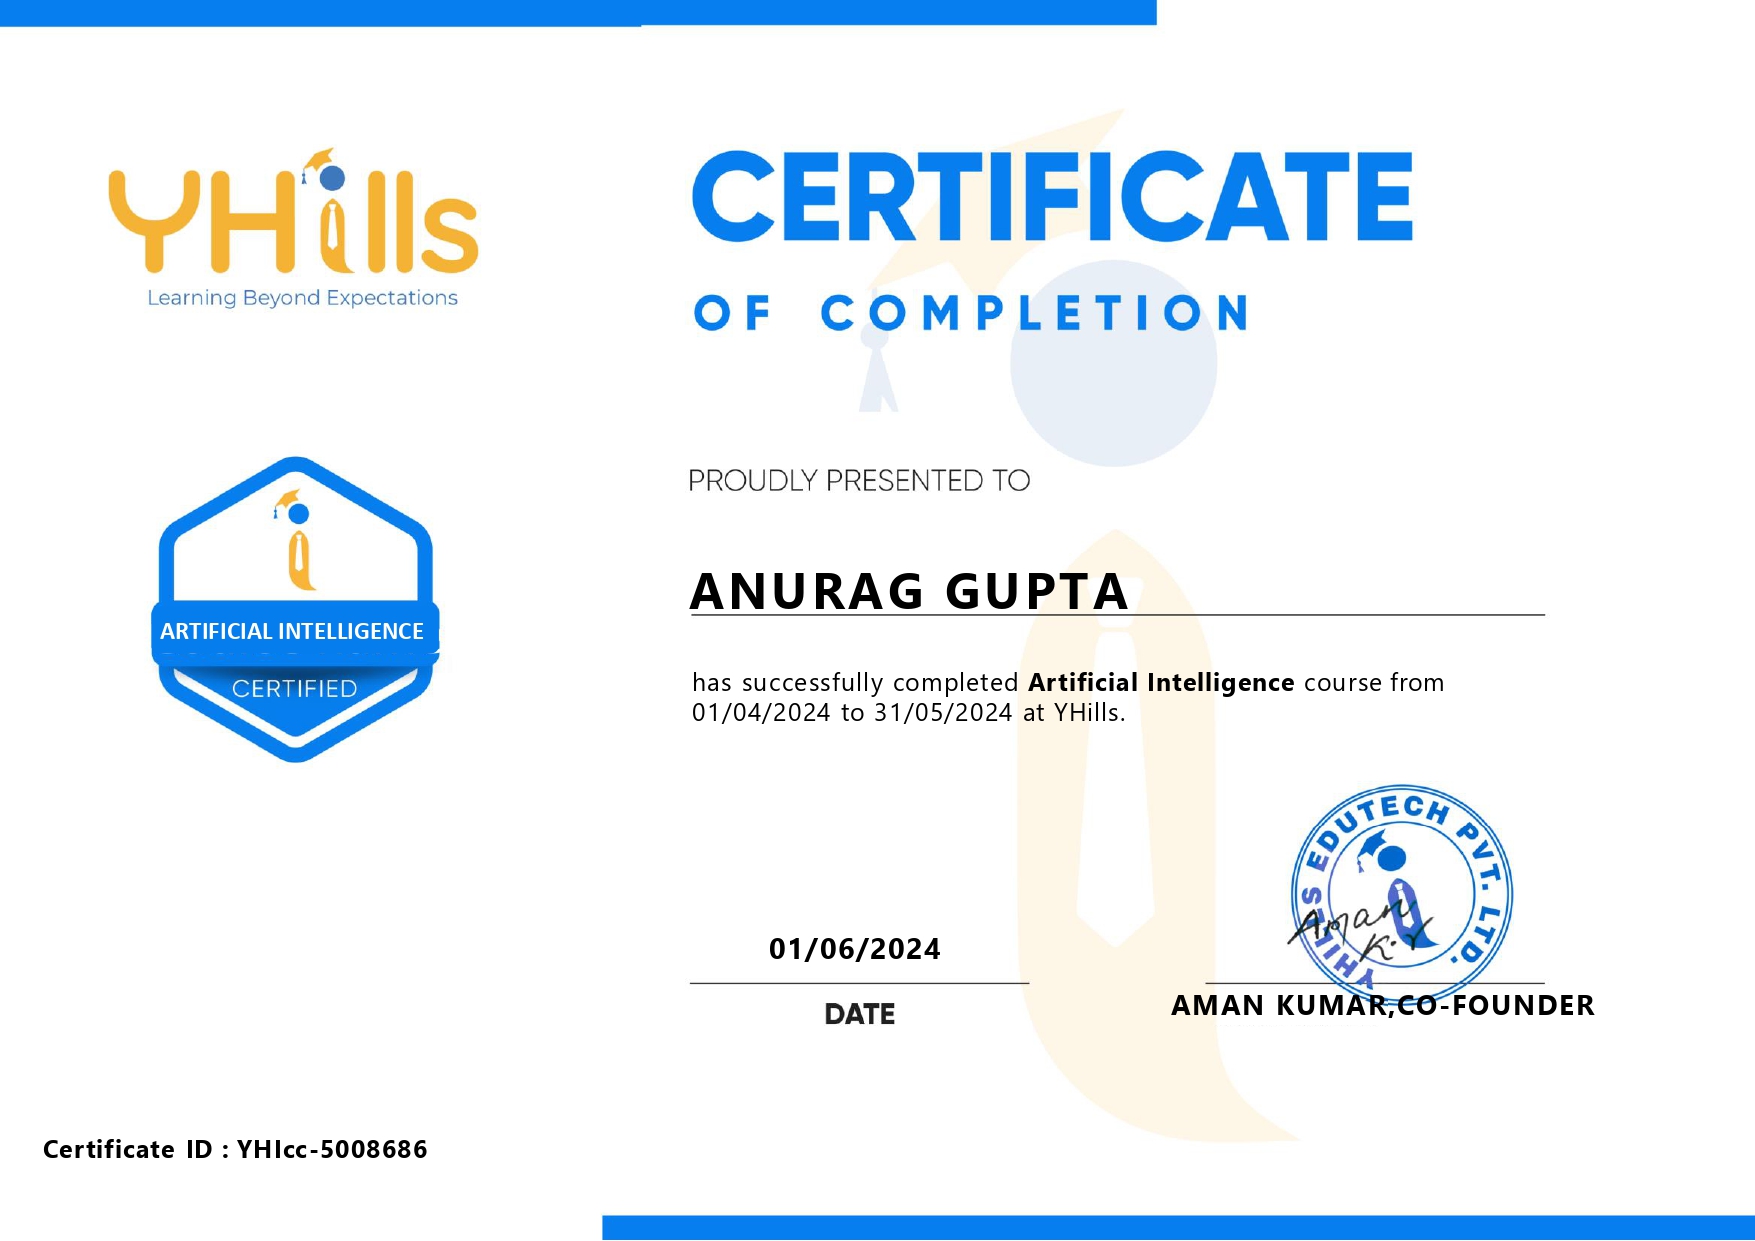 YHills
Learning Beyond Expectations
CERTIFICATE
OF COMPLETION
PROUDLY PRESENTED TO
ANURAG GUPTA
ARTIFICIAL INTELLIGENCE
CERTIFIED
has successfully completed Artificial Intelligence course from
01/04/2024 to 31/05/2024 at YHills.
YHILLS EDUTECH PVT. LTD.
Aman
K.Y
01/06/2024
DATE
AMAN KUMAR,CO-FOUNDER
Certificate ID : YHIcc-5008686